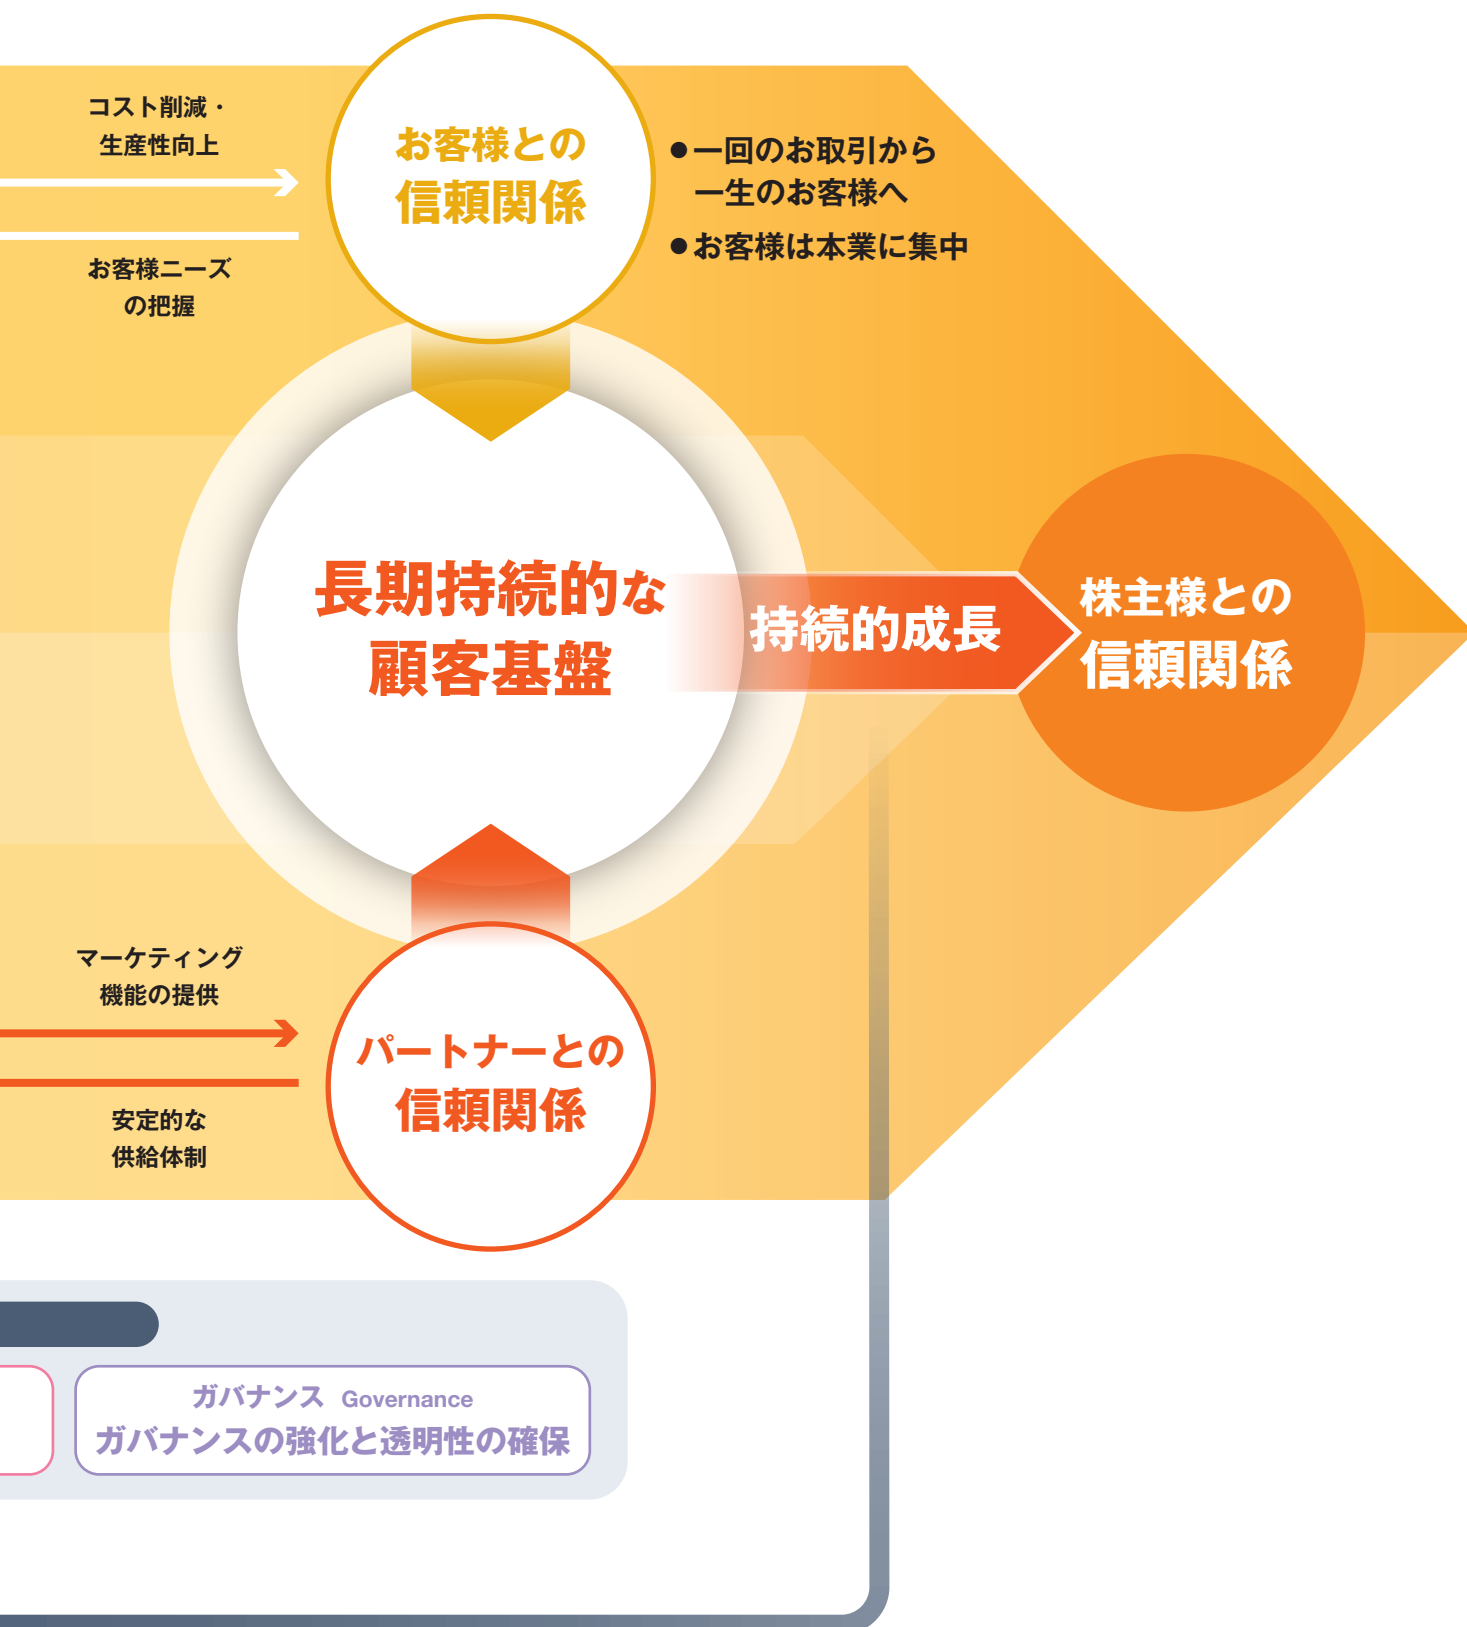 コスト削減・
生産性向上
お客様ニーズ
の把握
お客様との
信頼関係
●一回のお取引から
一生のお客様へ
●お客様は本業に集中
長期持続的な
顧客基盤
持続的成長
株主様との
信頼関係
マーケティング
機能の提供
安定的な
供給体制
パートナーとの
信頼関係
ガバナンス Governance
ガバナンスの強化と透明性の確保